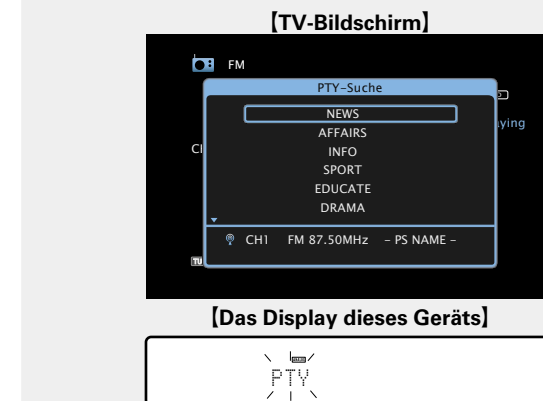 【TV-Bildschirm】
FM
PTY-Suche
NEWS
AFFAIRS
INFO
SPORT
EDUCATE
DRAMA
CH1 FM 87.50MHz - PS NAME -
【Das Display dieses Geräts】
PTY